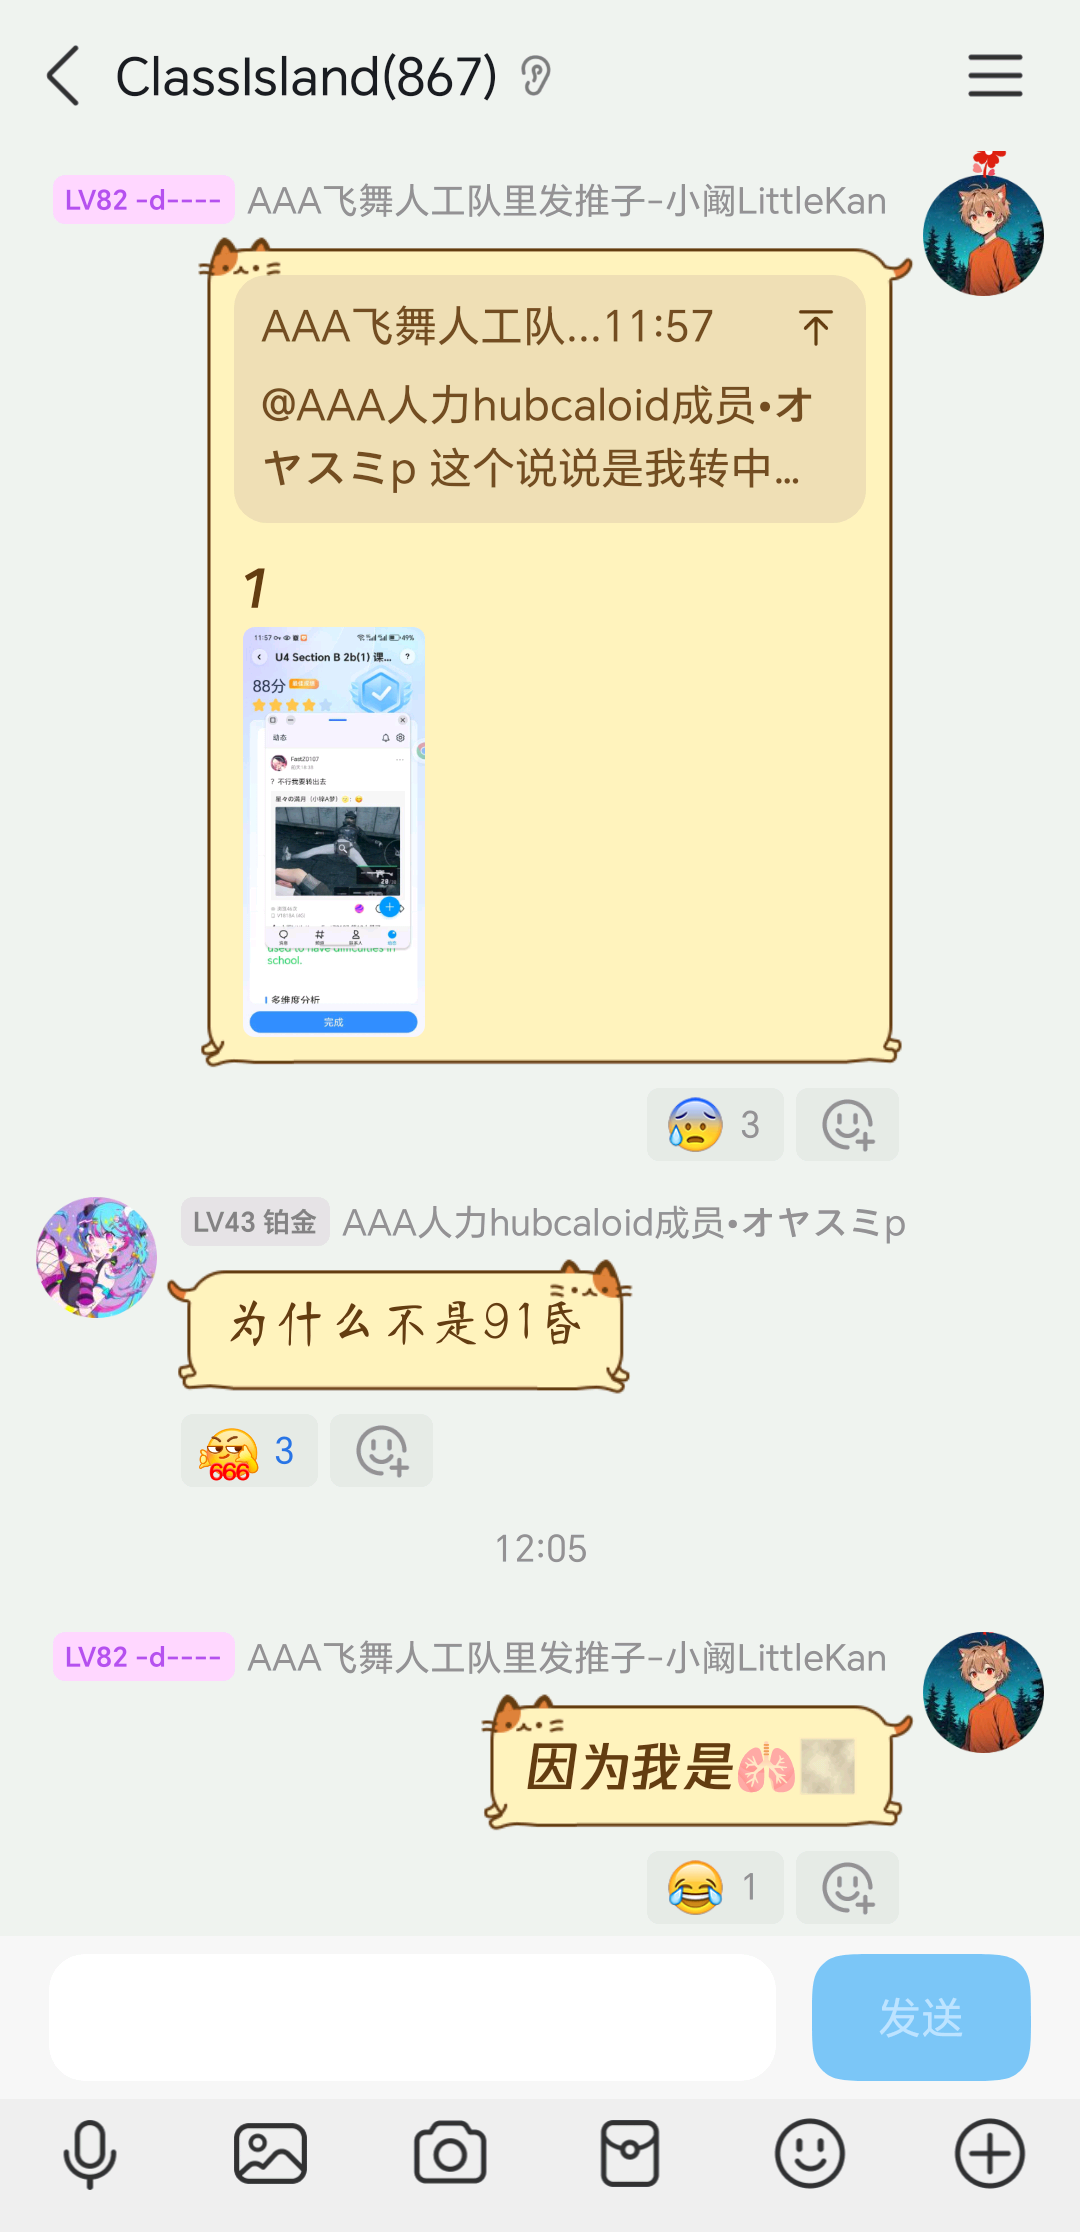 ClassIsland(867)
LV82 -d---- AAA飞舞人工队里发推子-小阚LittleKan
AAA飞舞人工队...11:57
@AAA人力hubcaloid成员•オ
ヤスミp 这个说说是我转中...
1
11:57 49%
U4 Section B 2b(1) 课... ?
88分
动态
Fast20107
? 不行我要转出去
28
used to have difficulties in
school.
多维度分析
完成
3
LV43 铂金 AAA人力hubcaloid成员•オヤスミp
为什么不是91昏
666 3
12:05
LV82 -d---- AAA飞舞人工队里发推子-小阚LittleKan
因为我是
1
发送